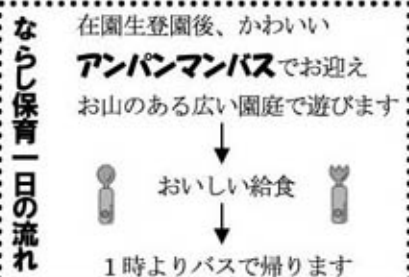 ならし保育一日の流れ
在園生登園後、かわいい
アンパンマンバスでお迎え
お山のある広い園庭で遊びます
おいしい給食
1時よりバスで帰ります